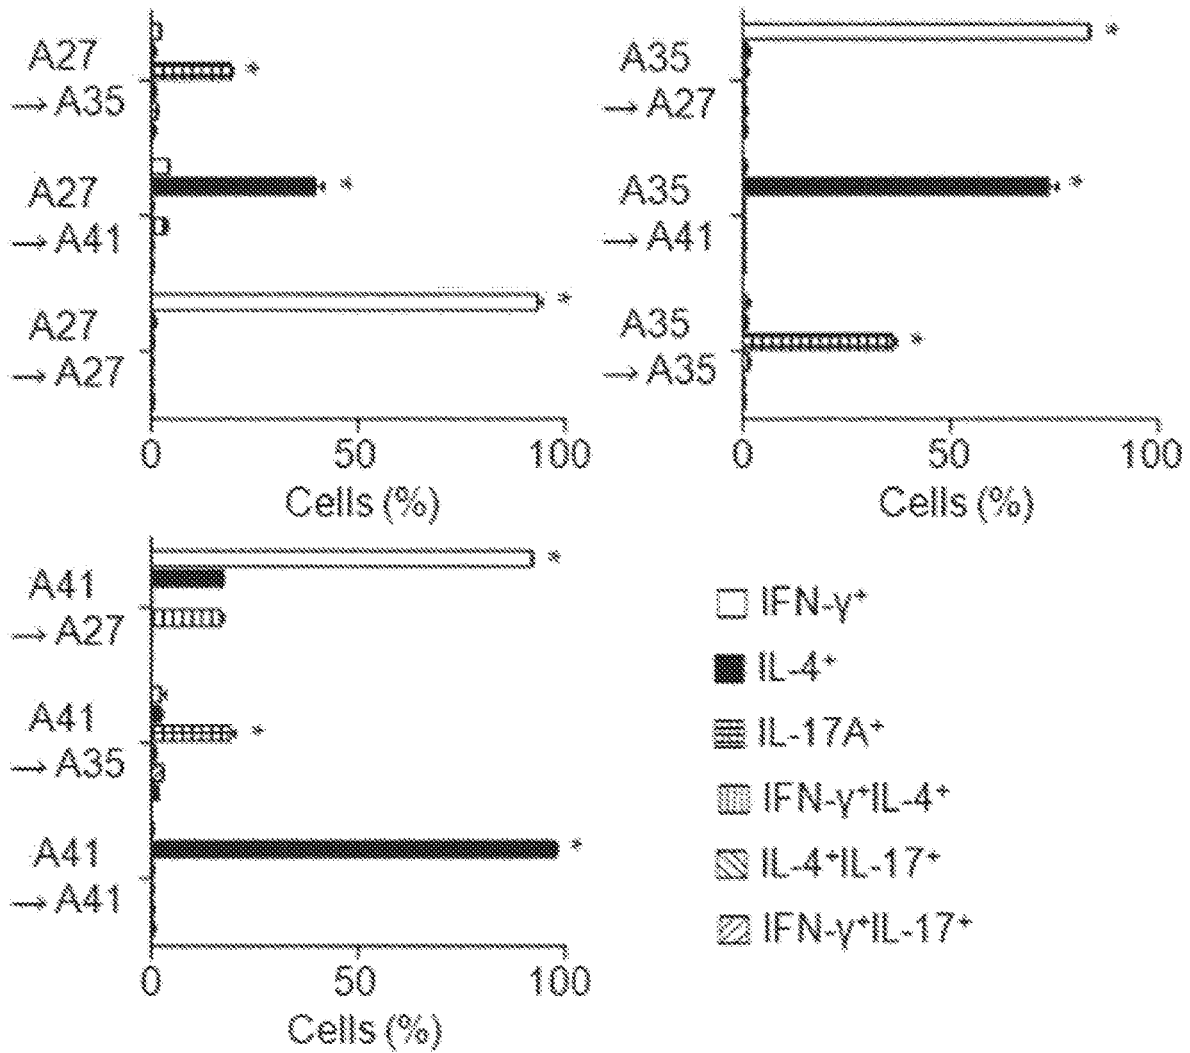 A27
→ A35
*
A27
→ A41
*
A27
→ A27
*
0 50 100
Cells (%)
A35
→ A27
*
A35
→ A41
*
A35
→ A35
*
0 50 100
Cells (%)
A41
→ A27
*
A41
→ A35
*
A41
→ A41
*
0 50 100
Cells (%)
IFN-γ⁺
IL-4⁺
IL-17A⁺
IFN-γ⁺IL-4⁺
IL-4⁺IL-17⁺
IFN-γ⁺IL-17⁺